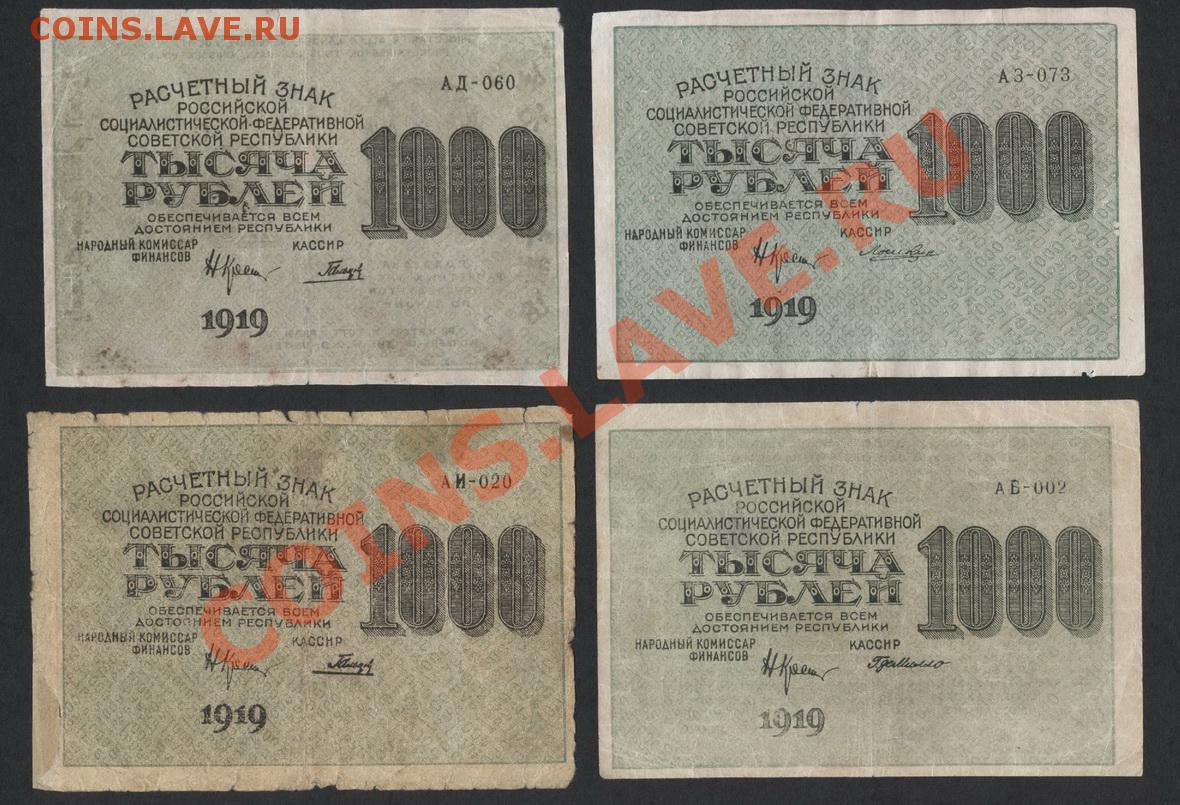 COINS.LAVE.RU
АД-060
РАСЧЕТНЫЙ ЗНАК
РОССИЙСКОЙ
СОЦИАЛИСТИЧЕСКОЙ ФЕДЕРАТИВНОЙ
СОВЕТСКОЙ РЕСПУБЛИКИ
ТЫСЯЧА
РУБЛЕЙ
1000
ОБЕСПЕЧИВАЕТСЯ ВСЕМ
ДОСТОЯНИЕМ РЕСПУБЛИКИ
НАРОДНЫЙ КОМИССАР
ФИНАНСОВ
КАССИР
1919
АЗ-073
РАСЧЕТНЫЙ ЗНАК
РОССИЙСКОЙ
СОЦИАЛИСТИЧЕСКОЙ ФЕДЕРАТИВНОЙ
СОВЕТСКОЙ РЕСПУБЛИКИ
ТЫСЯЧА
РУБЛЕЙ
1000
ОБЕСПЕЧИВАЕТСЯ ВСЕМ
ДОСТОЯНИЕМ РЕСПУБЛИКИ
НАРОДНЫЙ КОМИССАР
ФИНАНСОВ
КАССИР
1919
АИ-020
РАСЧЕТНЫЙ ЗНАК
РОССИЙСКОЙ
СОЦИАЛИСТИЧЕСКОЙ ФЕДЕРАТИВНОЙ
СОВЕТСКОЙ РЕСПУБЛИКИ
ТЫСЯЧА
РУБЛЕЙ
1000
ОБЕСПЕЧИВАЕТСЯ ВСЕМ
ДОСТОЯНИЕМ РЕСПУБЛИКИ
НАРОДНЫЙ КОМИССАР
ФИНАНСОВ
КАССИР
1919
АБ-002
РАСЧЕТНЫЙ ЗНАК
РОССИЙСКОЙ
СОЦИАЛИСТИЧЕСКОЙ ФЕДЕРАТИВНОЙ
СОВЕТСКОЙ РЕСПУБЛИКИ
ТЫСЯЧА
РУБЛЕЙ
1000
ОБЕСПЕЧИВАЕТСЯ ВСЕМ
ДОСТОЯНИЕМ РЕСПУБЛИКИ
НАРОДНЫЙ КОМИССАР
ФИНАНСОВ
КАССИР
1919
COINS.LAVE.RU